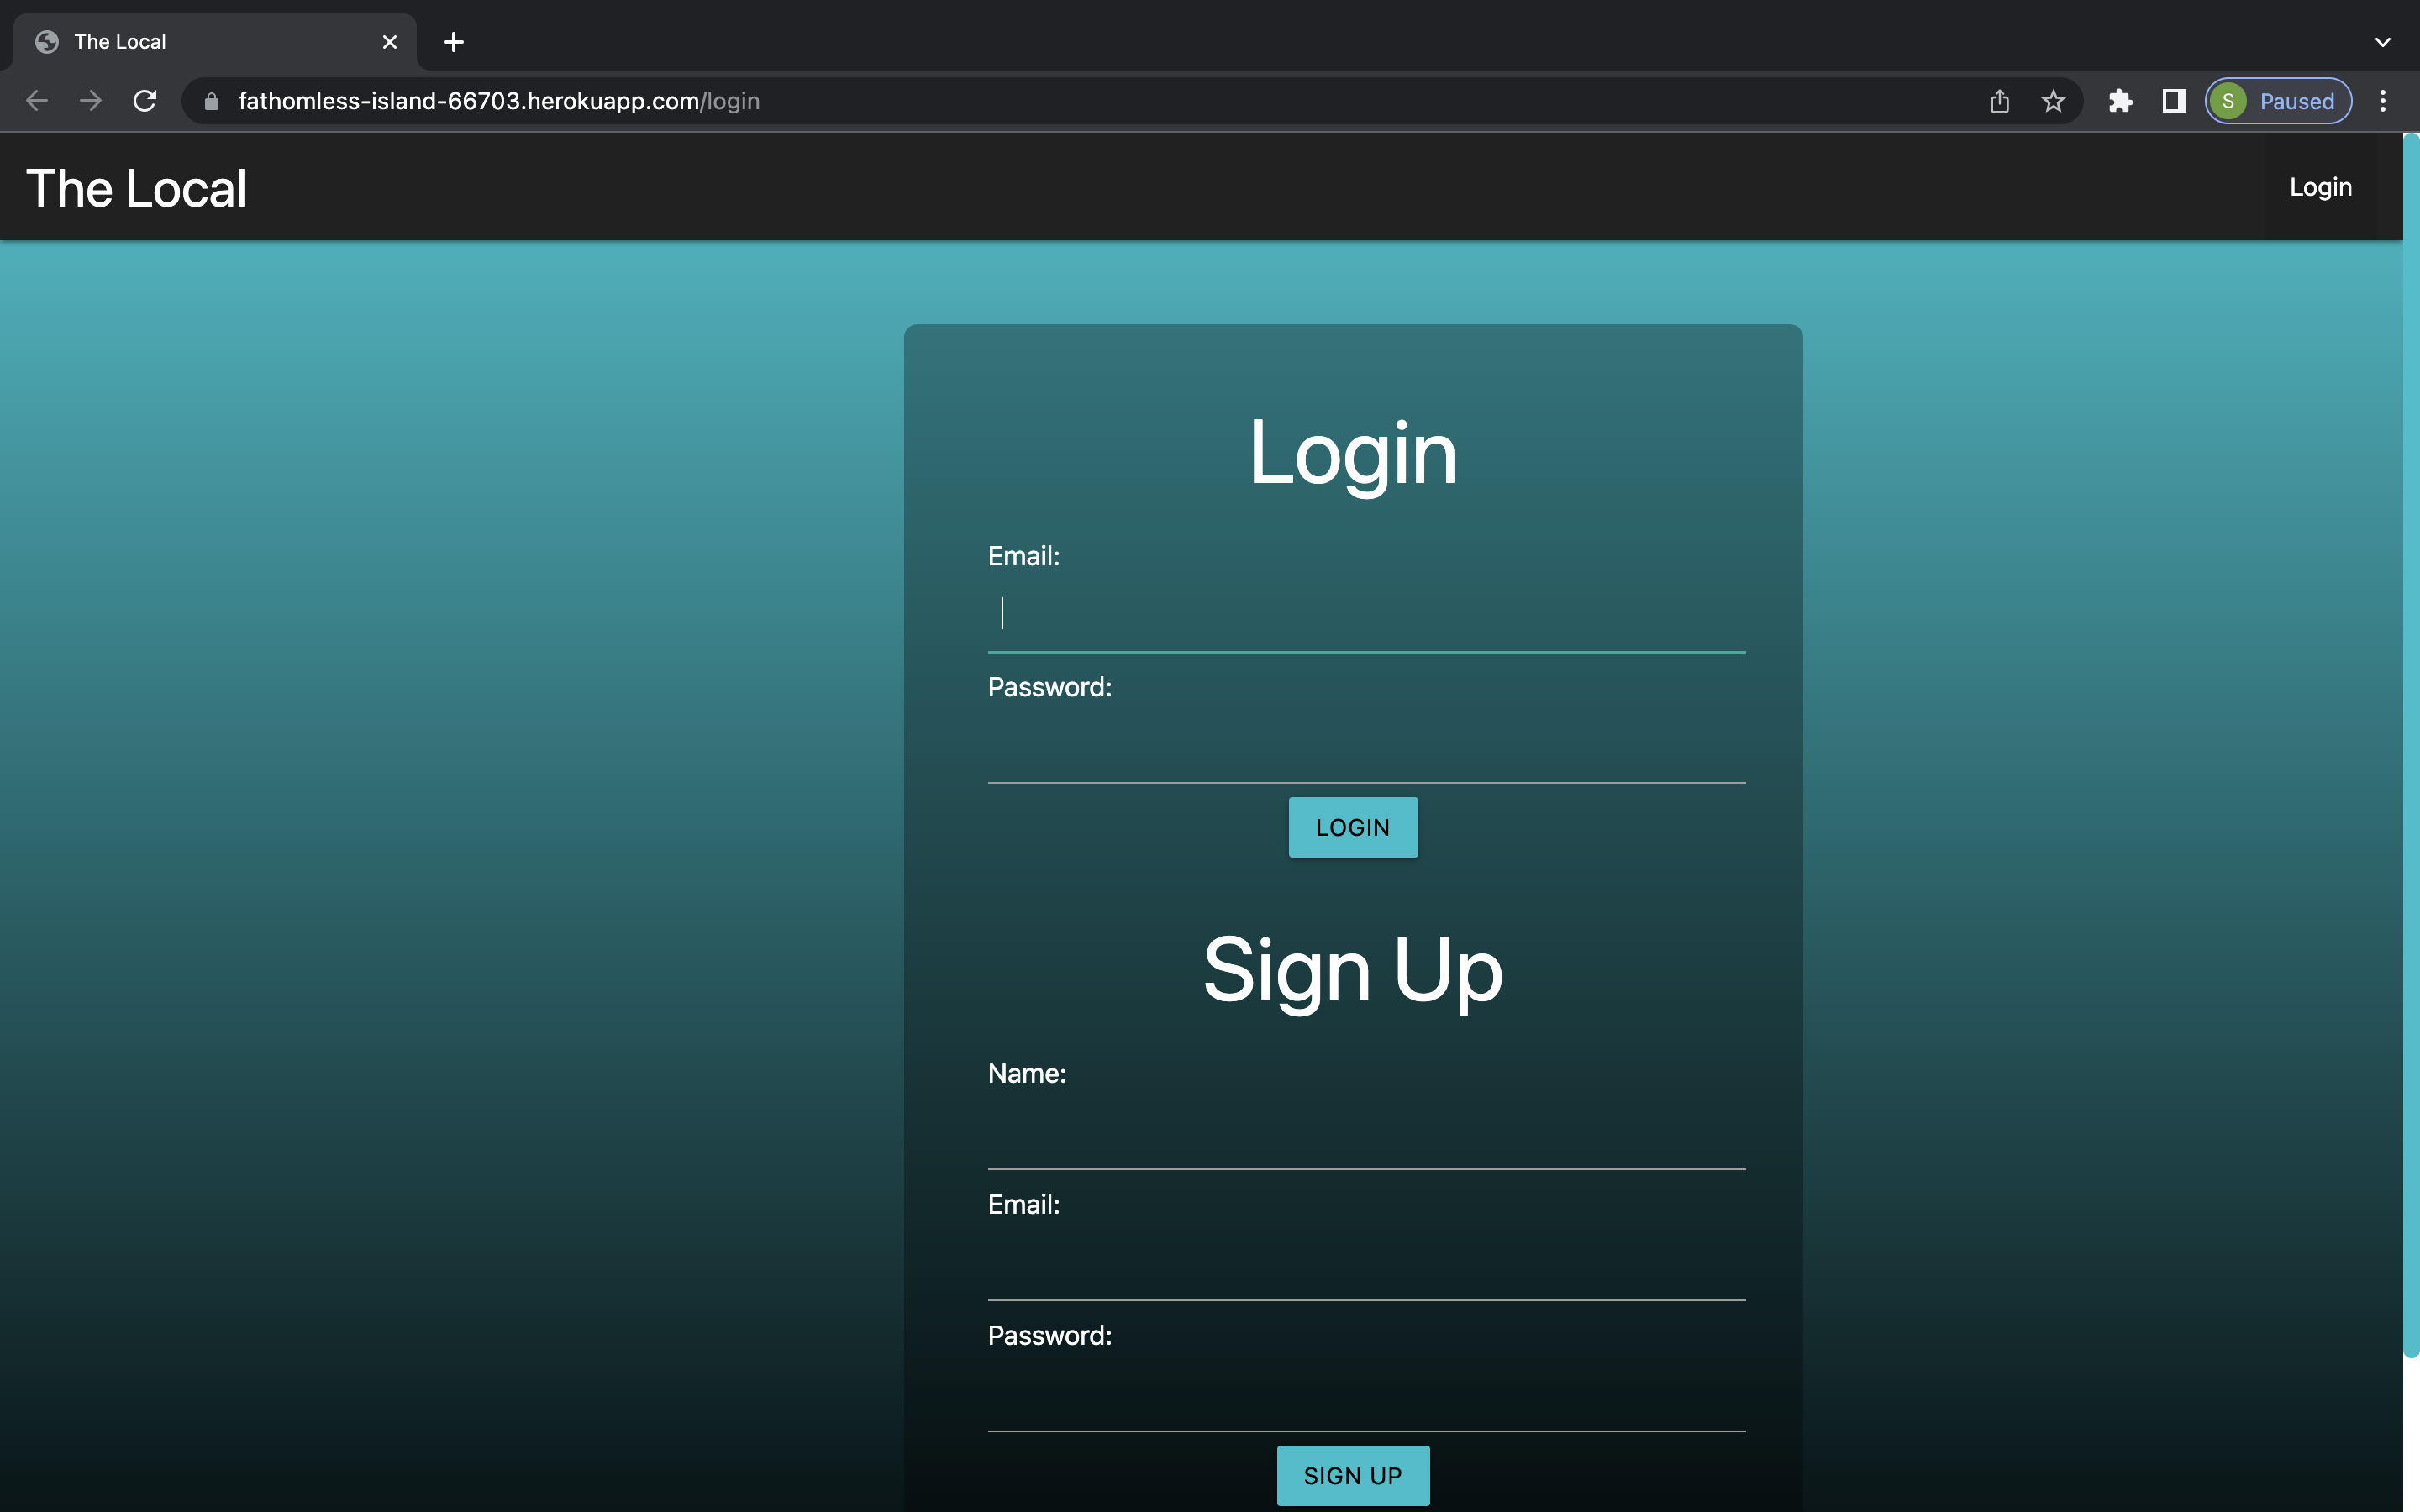 The Local
fathomless-island-66703.herokuapp.com/login
S Paused
The Local
Login
Login
Email:
Password:
LOGIN
Sign Up
Name:
Email:
Password:
SIGN UP